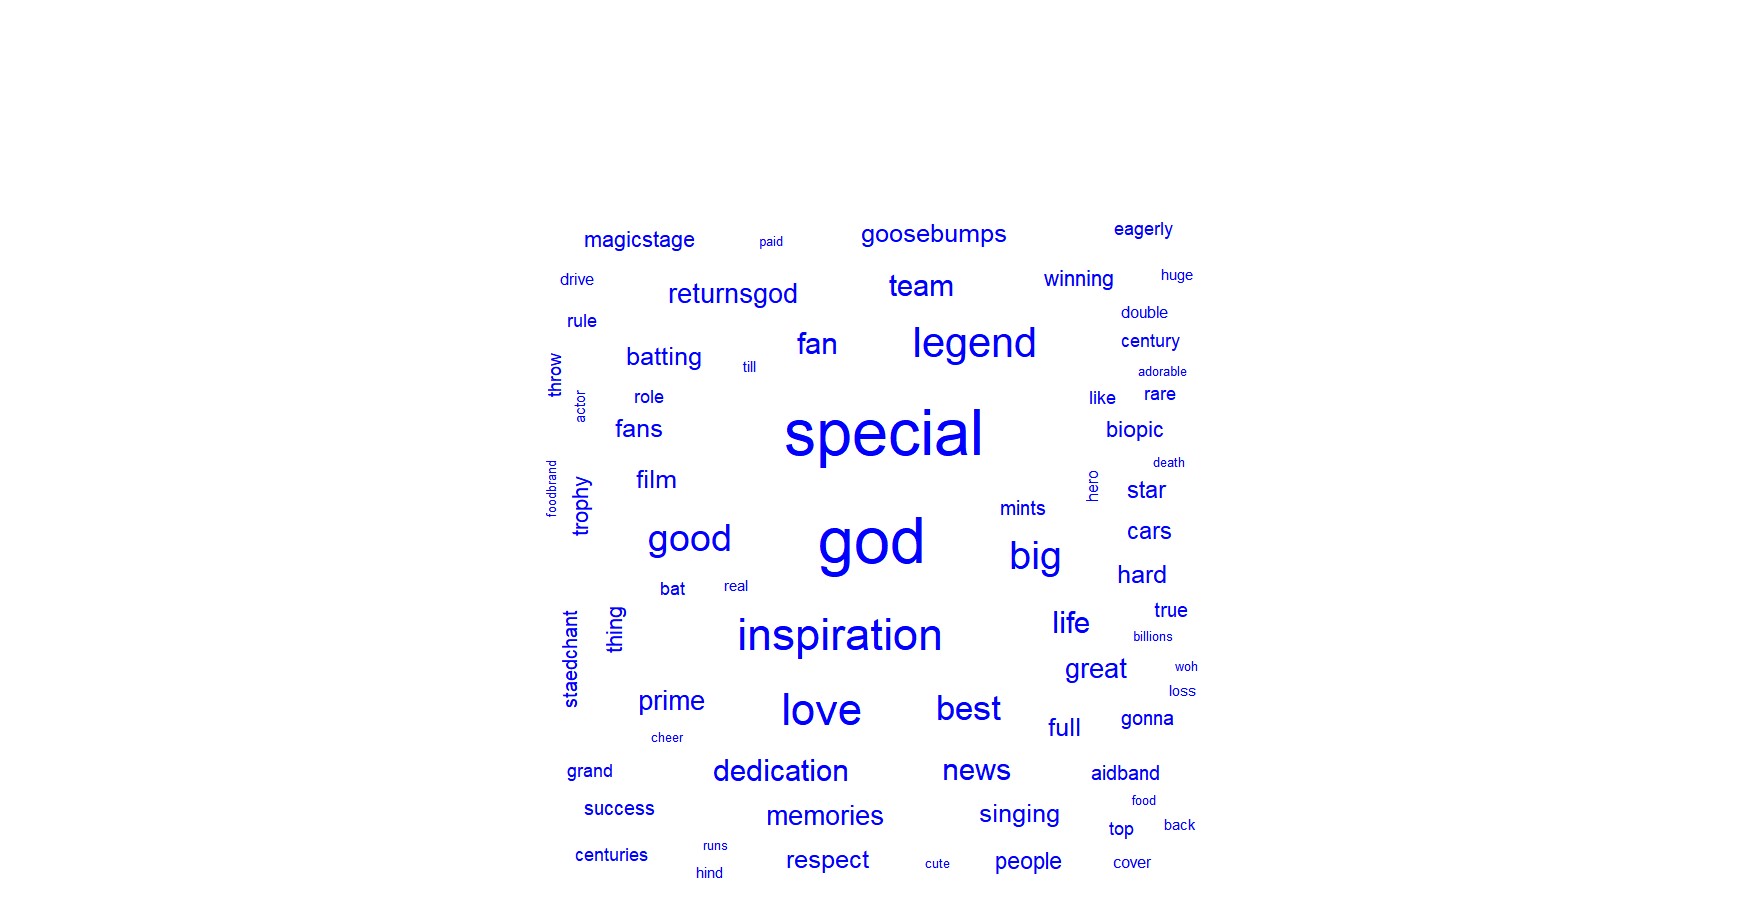 magicstage
paid
goosebumps
eagerly
drive
returnsgod
team
winning
huge
rule
double
throw
batting
till
fan
legend
century
adorable
actor
role
like
rare
fans
special
biopic
foodbrand
trophy
film
death
hero
star
mints
good
god
big
cars
hard
bat
real
staedchant
thing
inspiration
life
true
billions
great
woh
loss
prime
love
best
full
gonna
cheer
grand
dedication
news
aidband
success
memories
singing
food
top
back
centuries
runs
hind
respect
cute
people
cover